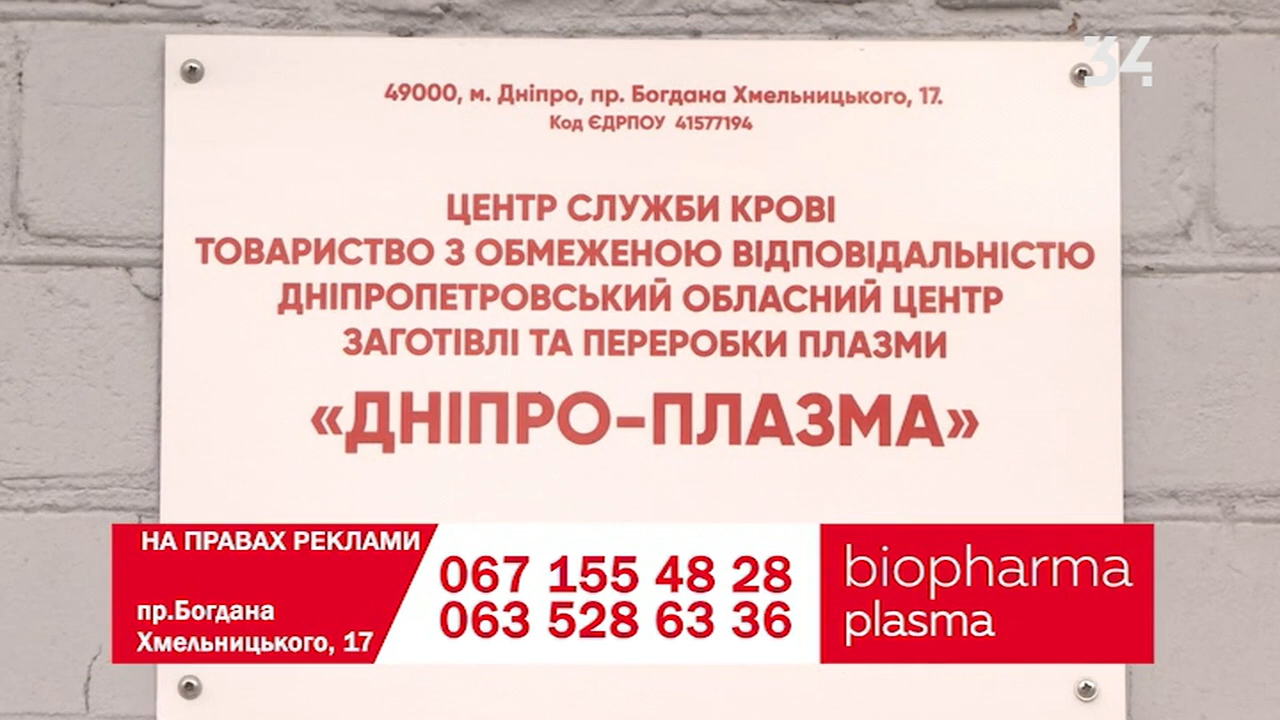 34
49000, м. Дніпро, пр. Богдана Хмельницького, 17.
Код ЄДРПОУ 41577194
ЦЕНТР СЛУЖБИ КРОВІ
ТОВАРИСТВО З ОБМЕЖЕНОЮ ВІДПОВІДАЛЬНІСТЮ
ДНІПРОПЕТРОВСЬКИЙ ОБЛАСНИЙ ЦЕНТР
ЗАГОТІВЛІ ТА ПЕРЕРОБКИ ПЛАЗМИ
«ДНІПРО-ПЛАЗМА»
НА ПРАВАХ РЕКЛАМИ
пр.Богдана
Хмельницького, 17
067 155 48 28
063 528 63 36
biopharma
plasma